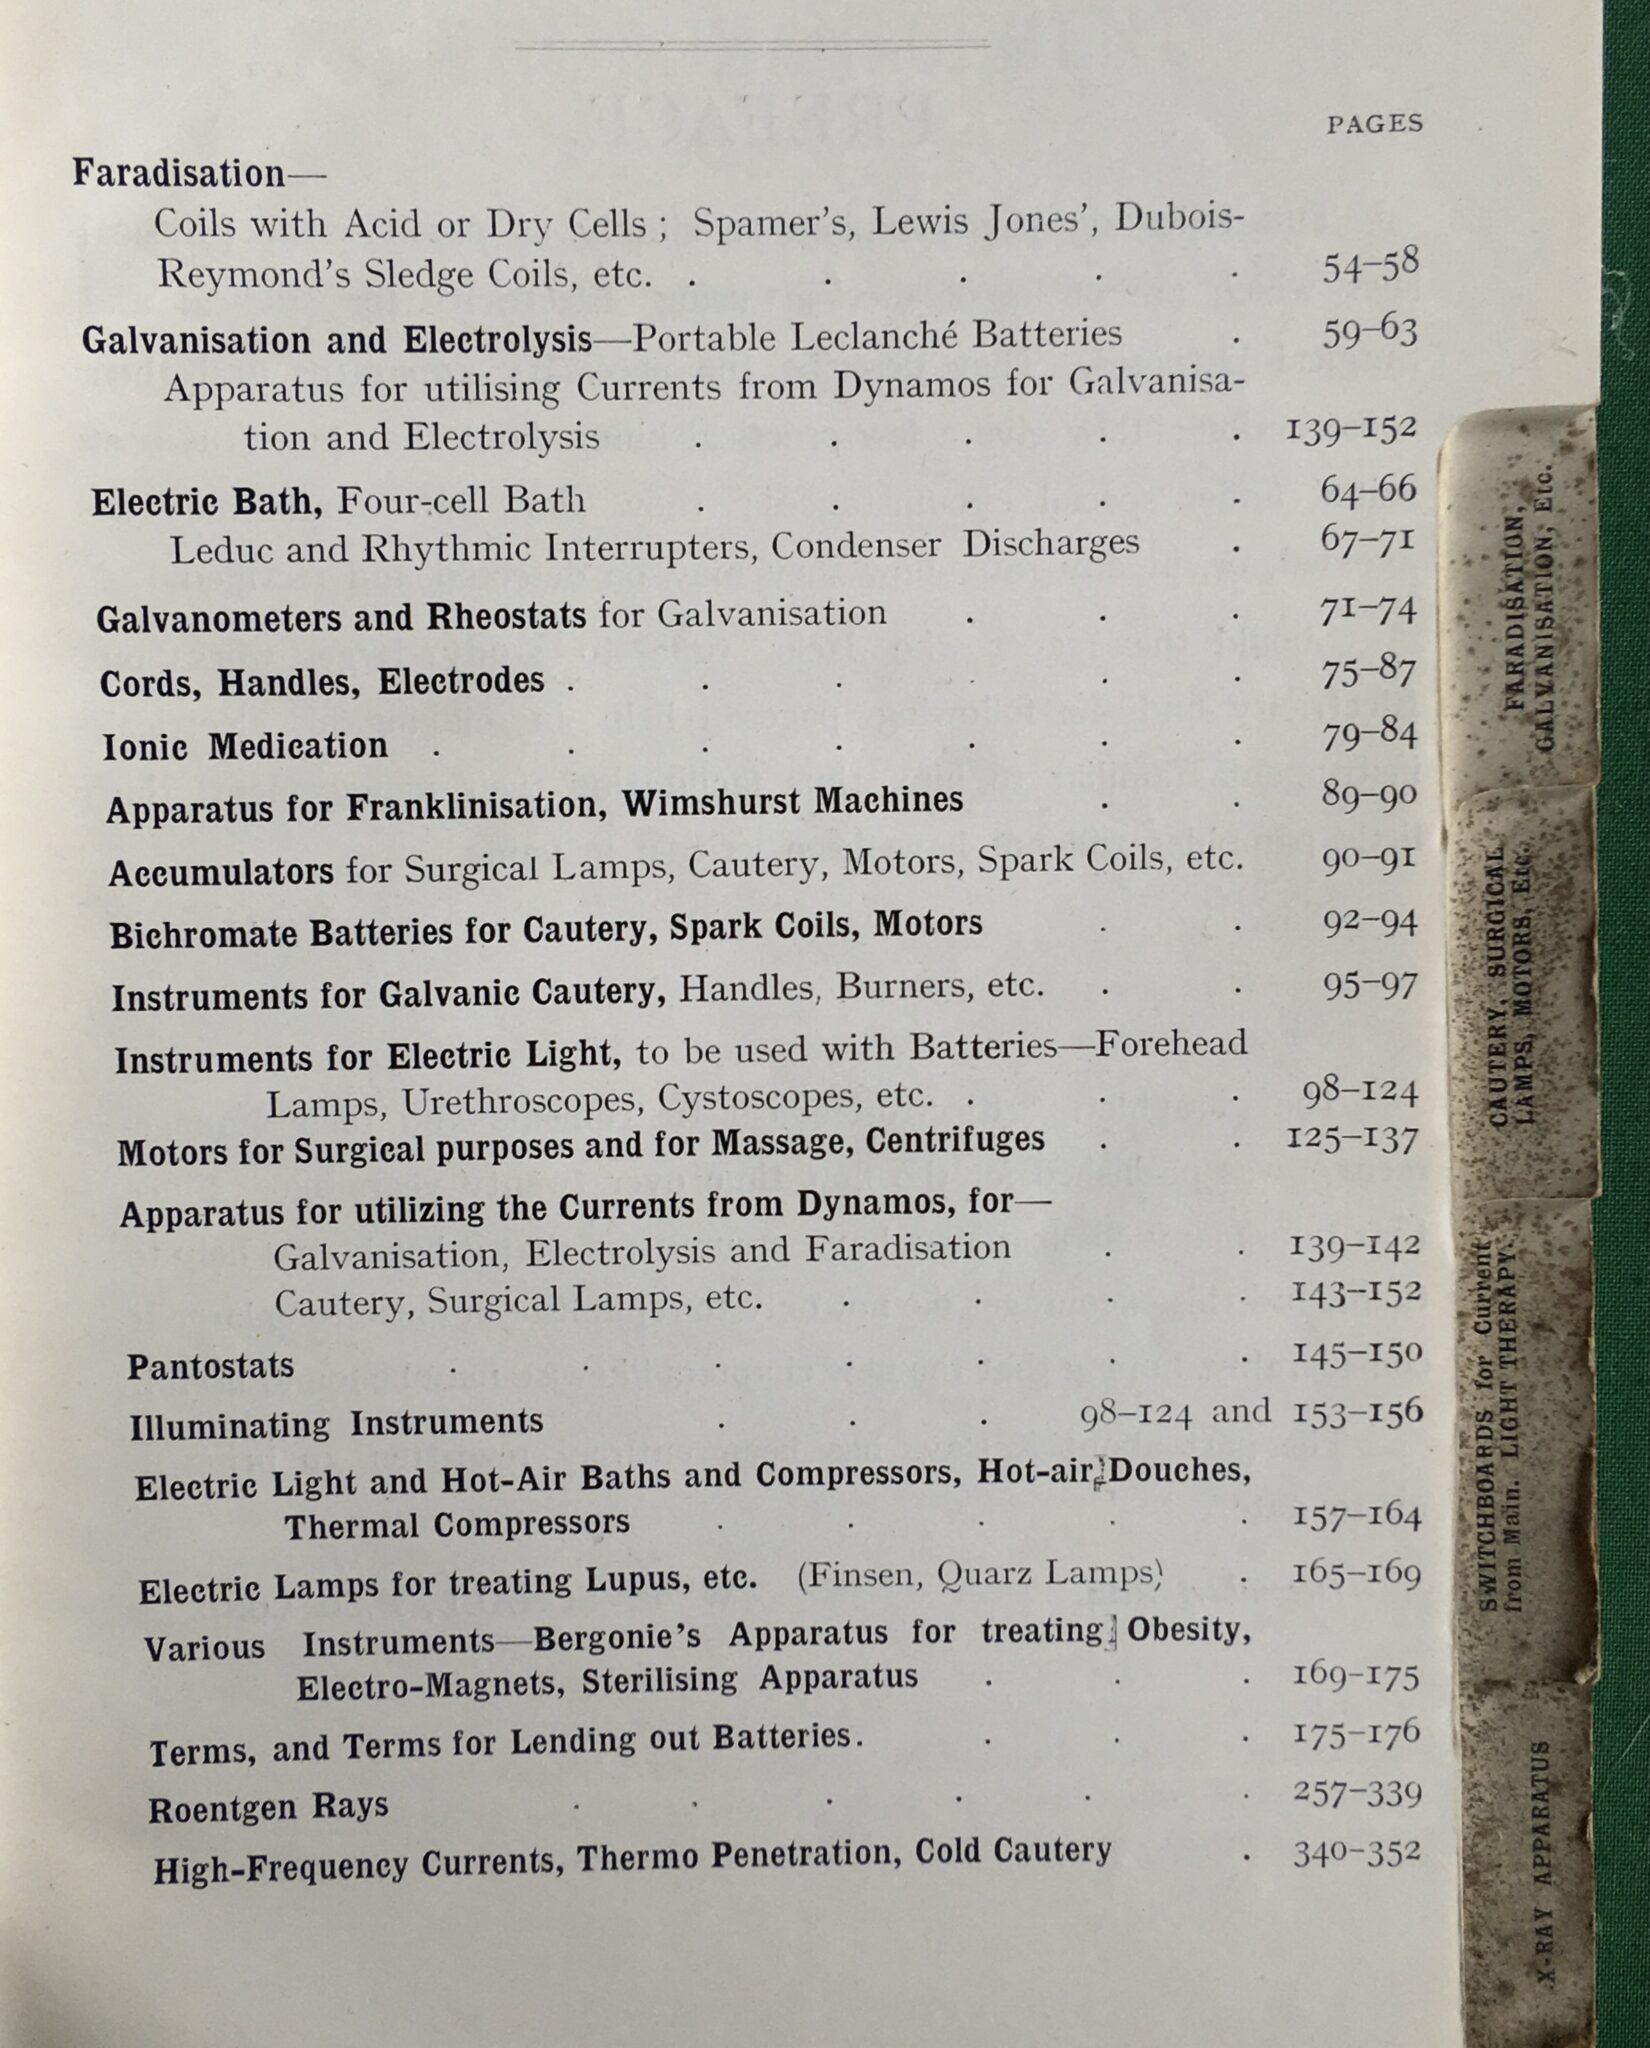 PAGES
Faradisation—
Coils with Acid or Dry Cells ; Spamer's, Lewis Jones', Dubois-
Reymond's Sledge Coils, etc. . . . . . 54–58
Galvanisation and Electrolysis—Portable Leclanché Batteries . 59–63
Apparatus for utilising Currents from Dynamos for Galvanisa-
tion and Electrolysis . . . . . 139–152
Electric Bath, Four-cell Bath . . . . . 64–66
Leduc and Rhythmic Interrupters, Condenser Discharges . 67–71
Galvanometers and Rheostats for Galvanisation . . . 71–74
Cords, Handles, Electrodes . . . . . . 75–87
Ionic Medication . . . . . . . 79–84
Apparatus for Franklinisation, Wimshurst Machines . . 89–90
Accumulators for Surgical Lamps, Cautery, Motors, Spark Coils, etc. 90–91
Bichromate Batteries for Cautery, Spark Coils, Motors . . 92–94
Instruments for Galvanic Cautery, Handles, Burners, etc. . . 95–97
Instruments for Electric Light, to be used with Batteries—Forehead
Lamps, Urethroscopes, Cystoscopes, etc. . . . 98–124
Motors for Surgical purposes and for Massage, Centrifuges . . 125–137
Apparatus for utilizing the Currents from Dynamos, for—
Galvanisation, Electrolysis and Faradisation . . 139–142
Cautery, Surgical Lamps, etc. . . . . 143–152
Pantostats . . . . . . . 145–150
Illuminating Instruments . . . 98–124 and 153–156
Electric Light and Hot-Air Baths and Compressors, Hot-air Douches,
Thermal Compressors . . . . . 157–164
Electric Lamps for treating Lupus, etc. (Finsen, Quarz Lamps) . 165–169
Various Instruments—Bergonie's Apparatus for treating Obesity,
Electro-Magnets, Sterilising Apparatus . . . 169–175
Terms, and Terms for Lending out Batteries. . . . 175–176
Roentgen Rays . . . . . . 257–339
High-Frequency Currents, Thermo Penetration, Cold Cautery . 340–352
FARADISATION,
GALVANISATION, Etc.
CAUTERY, SURGICAL
LAMPS, MOTORS, Etc.
SWITCHBOARDS for Current
from Main. LIGHT THERAPY.
X-RAY APPARATUS